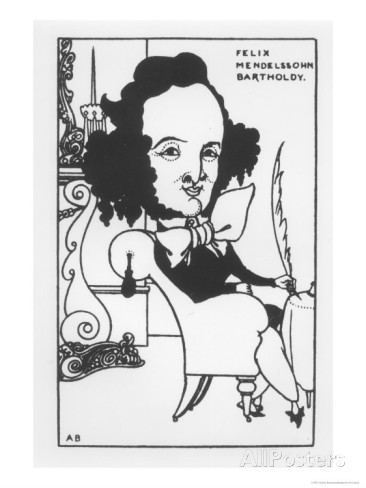 FELIX
MENDELSSOHN
BARTHOLDY.
AB
AllPosters